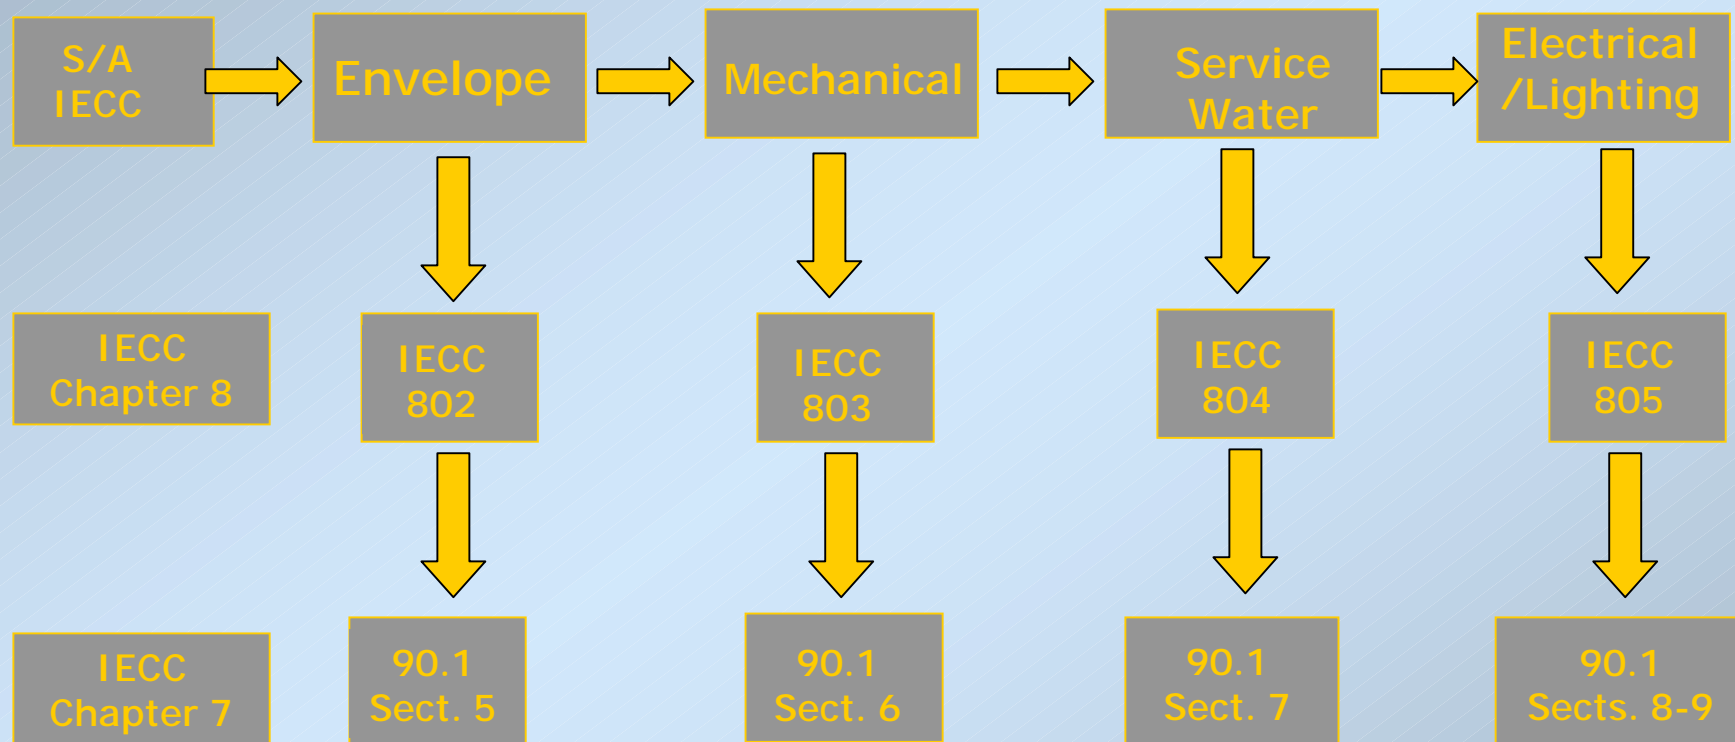 S/A
IECC
Envelope
Mechanical
Service
Water
Electrical
/Lighting
IECC
Chapter 8
IECC
802
IECC
803
IECC
804
IECC
805
IECC
Chapter 7
90.1
Sect. 5
90.1
Sect. 6
90.1
Sect. 7
90.1
Sects. 8-9